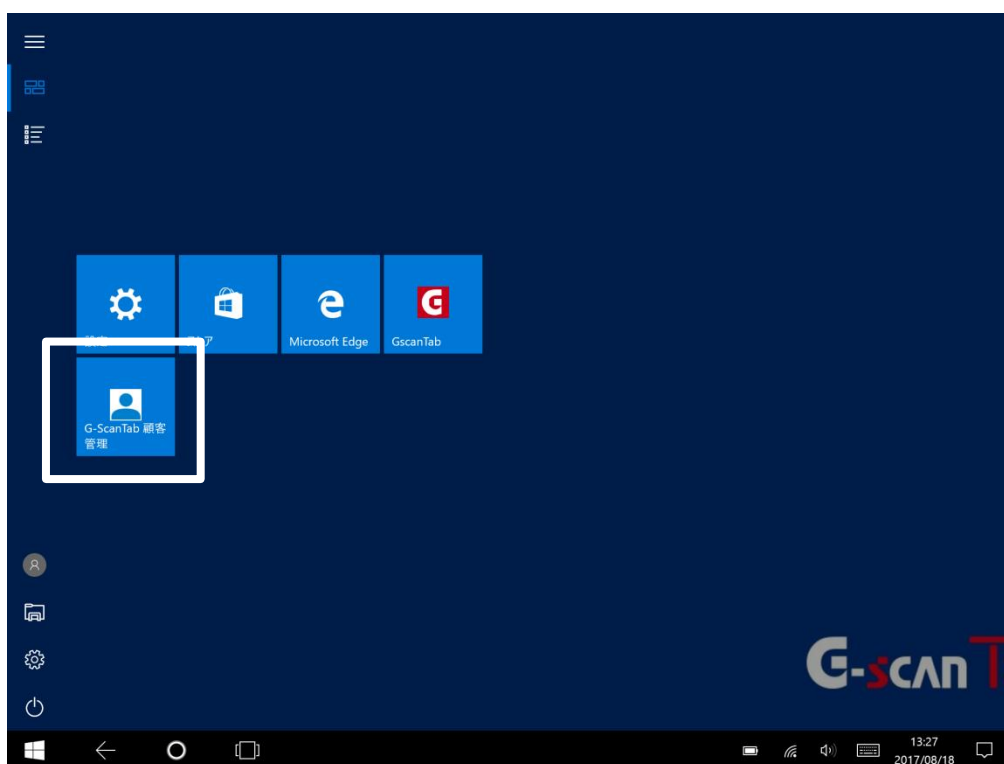 Microsoft Edge
GscanTab
G-ScanTab 顧客
管理
G-scan T
13:27
2017/08/18